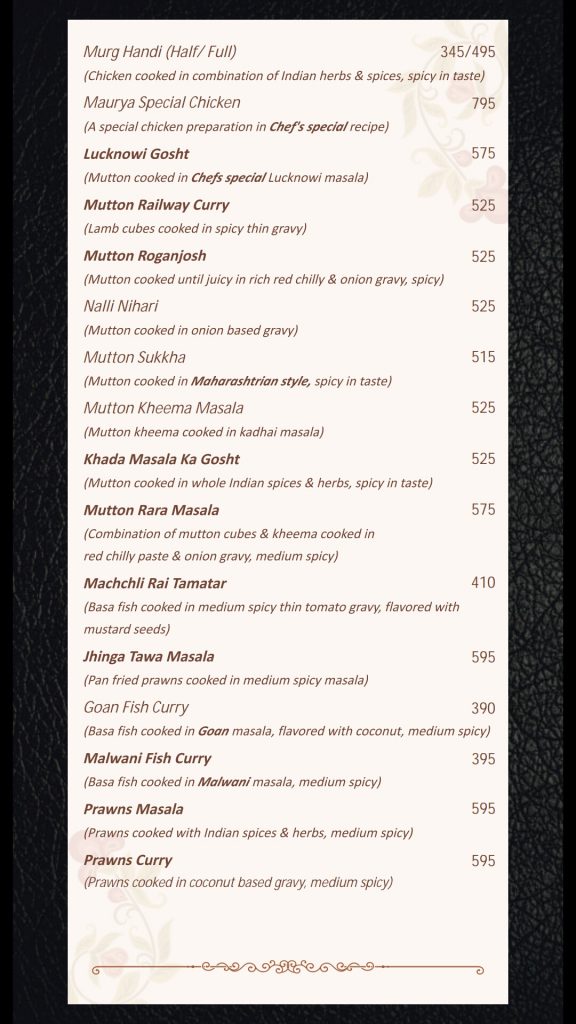 Murg Handi (Half/ Full) 345/495
(Chicken cooked in combination of Indian herbs & spices, spicy in taste)
Maurya Special Chicken 795
(A special chicken preparation in Chef's special recipe)
Lucknowi Gosht 575
(Mutton cooked in Chefs special Lucknowi masala)
Mutton Railway Curry 525
(Lamb cubes cooked in spicy thin gravy)
Mutton Roganjosh 525
(Mutton cooked until juicy in rich red chilly & onion gravy, spicy)
Nalli Nihari 525
(Mutton cooked in onion based gravy)
Mutton Sukkha 515
(Mutton cooked in Maharashtrian style, spicy in taste)
Mutton Kheema Masala 525
(Mutton kheema cooked in kadhai masala)
Khada Masala Ka Gosht 525
(Mutton cooked in whole Indian spices & herbs, spicy in taste)
Mutton Rara Masala 575
(Combination of mutton cubes & kheema cooked in
red chilly paste & onion gravy, medium spicy)
Machchli Rai Tamatar 410
(Basa fish cooked in medium spicy thin tomato gravy, flavored with
mustard seeds)
Jhinga Tawa Masala 595
(Pan fried prawns cooked in medium spicy masala)
Goan Fish Curry 390
(Basa fish cooked in Goan masala, flavored with coconut, medium spicy)
Malwani Fish Curry 395
(Basa fish cooked in Malwani masala, medium spicy)
Prawns Masala 595
(Prawns cooked with Indian spices & herbs, medium spicy)
Prawns Curry 595
(Prawns cooked in coconut based gravy, medium spicy)